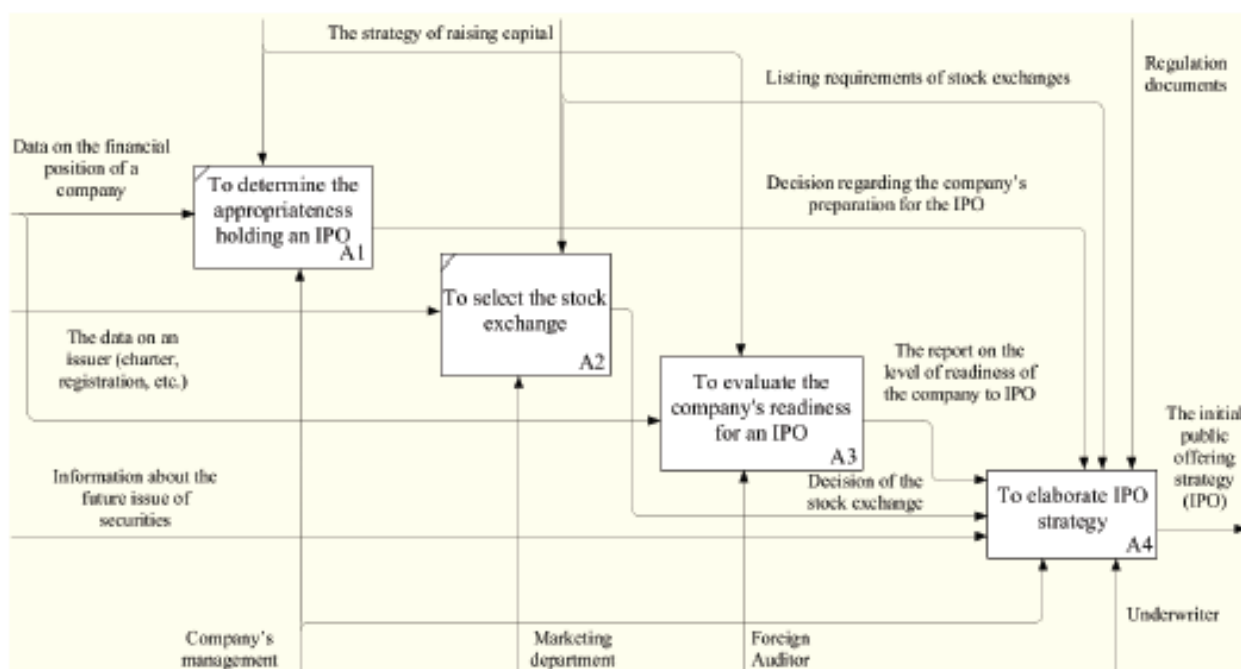 The strategy of raising capital
Regulation
documents
Listing requirements of stock exchanges
Data on the financial
position of a
company
To determine the
appropriateness
holding an IPO
A1
Decision regarding the company's
preparation for the IPO
To select the stock
exchange
A2
The data on an
issuer (charter,
registration, etc.)
To evaluate the
company's readiness
for an IPO
A3
The report on the
level of readiness of
the company to IPO
The initial
public
offering
strategy
(IPO)
Information about the
future issue of
securities
Decision of the
stock exchange
To elaborate IPO
strategy
A4
Company's
management
Marketing
department
Foreign
Auditor
Underwriter